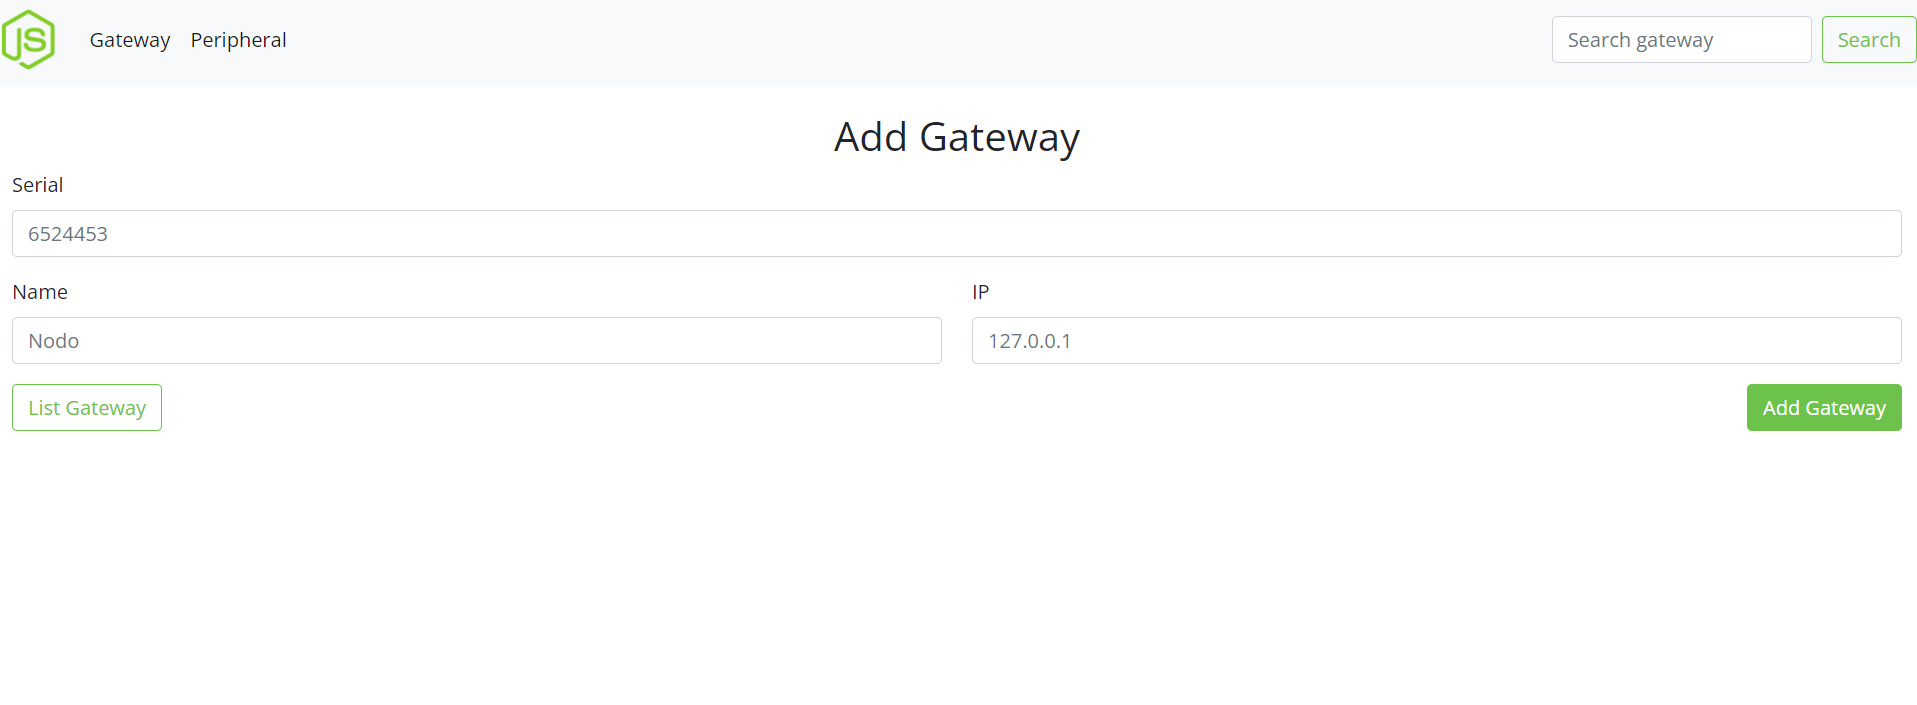 JS
Gateway Peripheral
Search gateway Search
Add Gateway
Serial
6524453
Name
IP
Nodo
127.0.0.1
List Gateway
Add Gateway